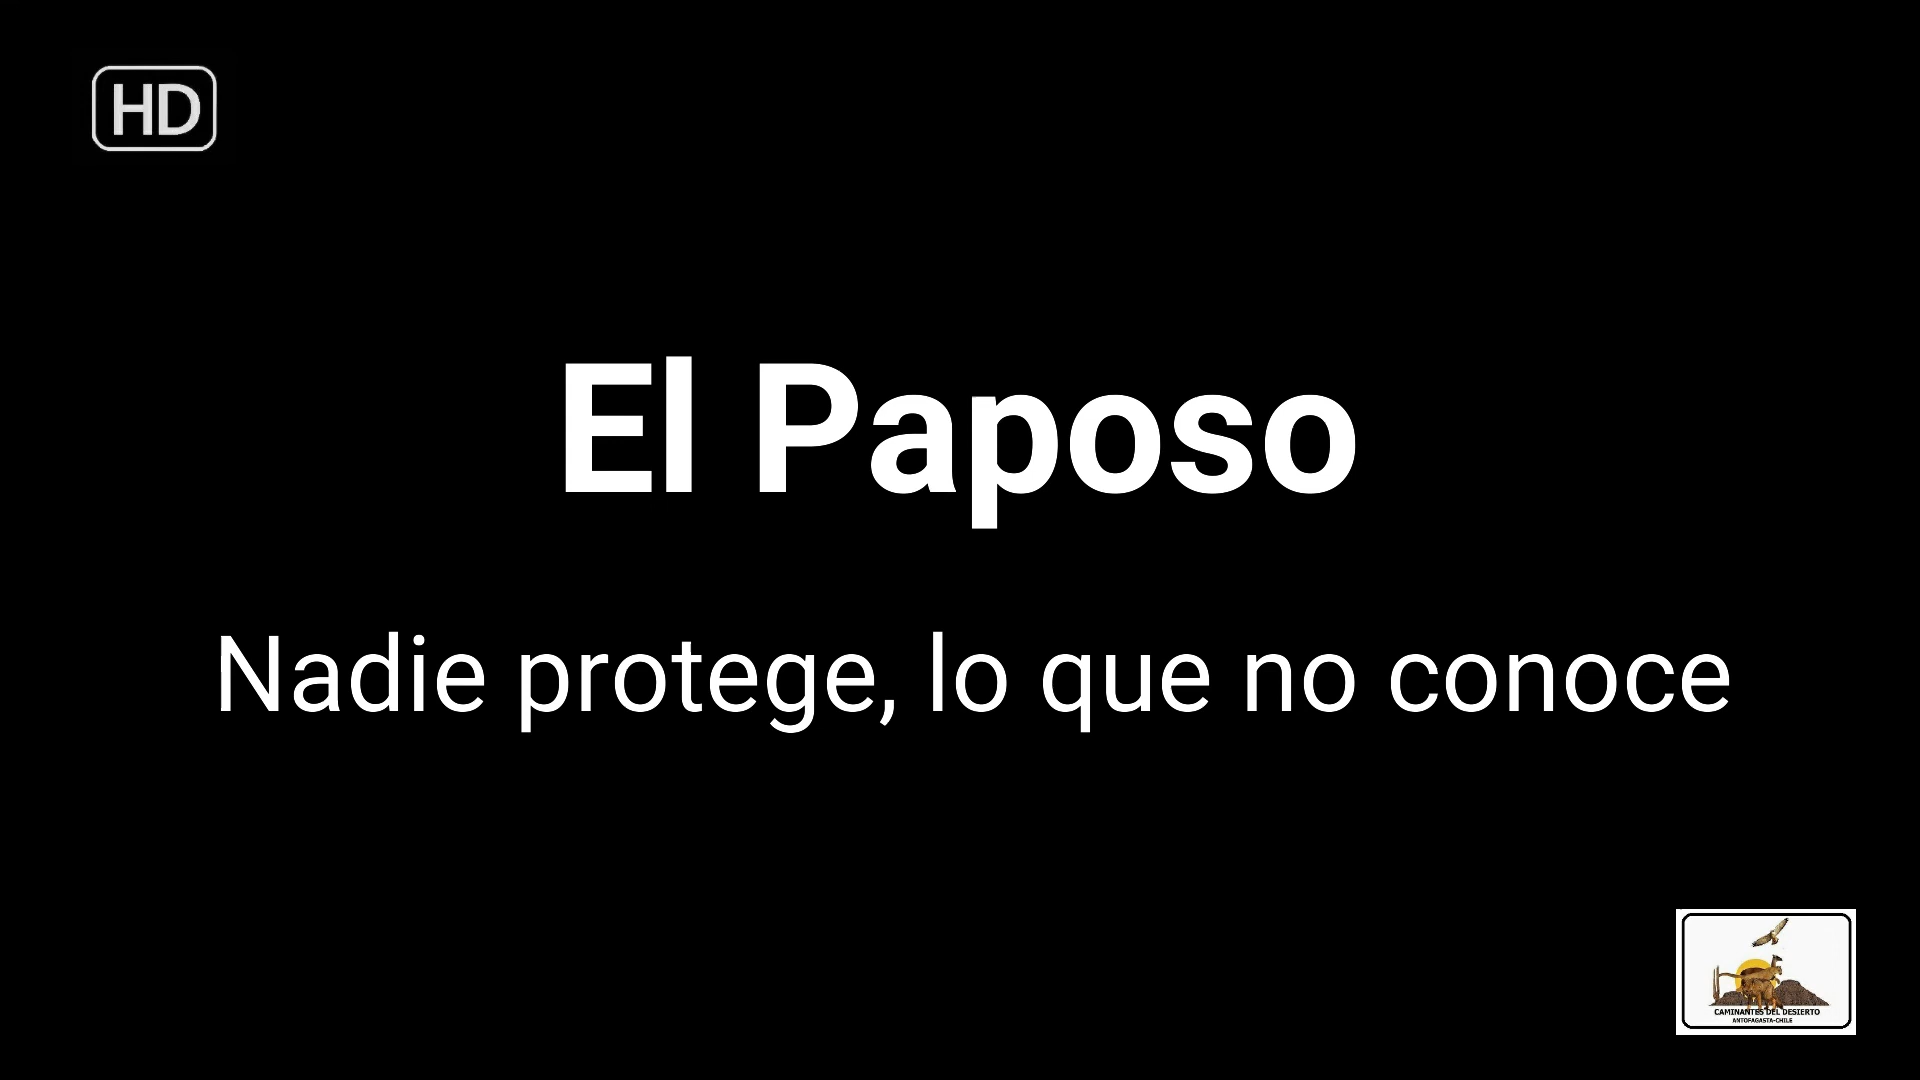 HD
El Paposo
Nadie protege, lo que no conoce
CAMINANTES DEL DESIERTO
ANTOFAGASTA-CHILE